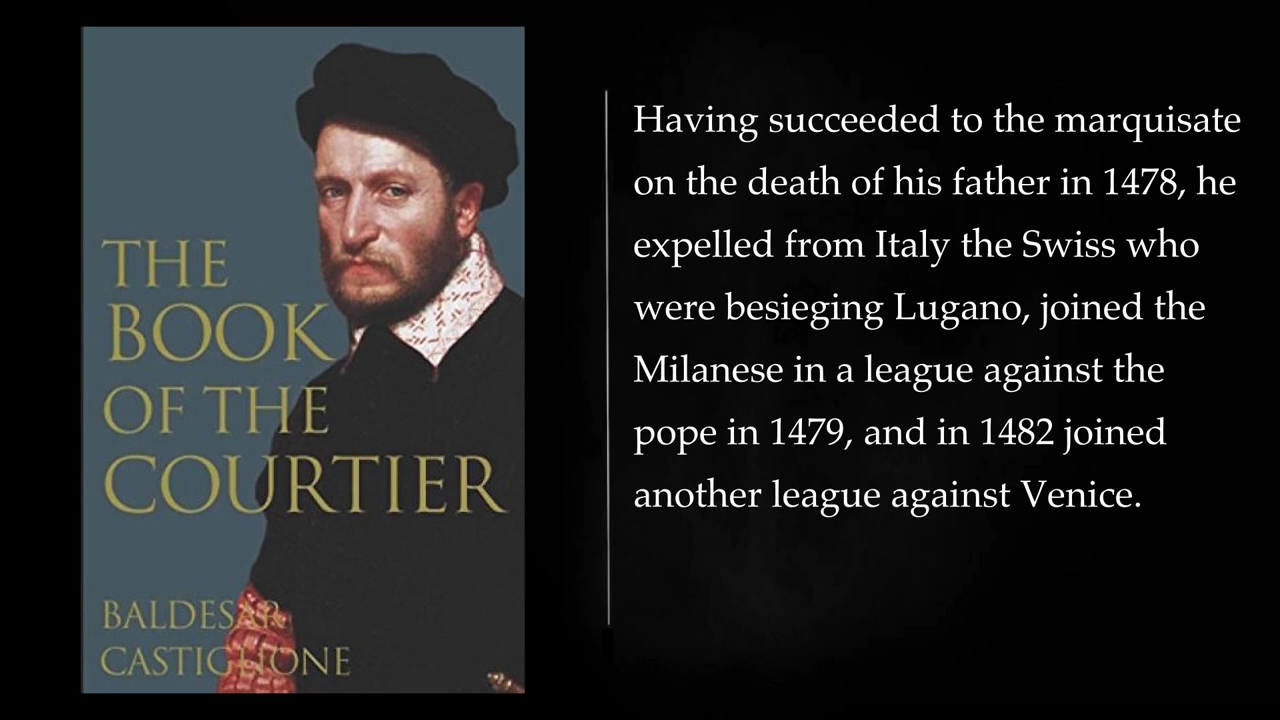 THE
BOOK
OF THE
COURTIER
BALDESAR
CASTIGLIONE
Having succeeded to the marquisate
on the death of his father in 1478, he
expelled from Italy the Swiss who
were besieging Lugano, joined the
Milanese in a league against the
pope in 1479, and in 1482 joined
another league against Venice.